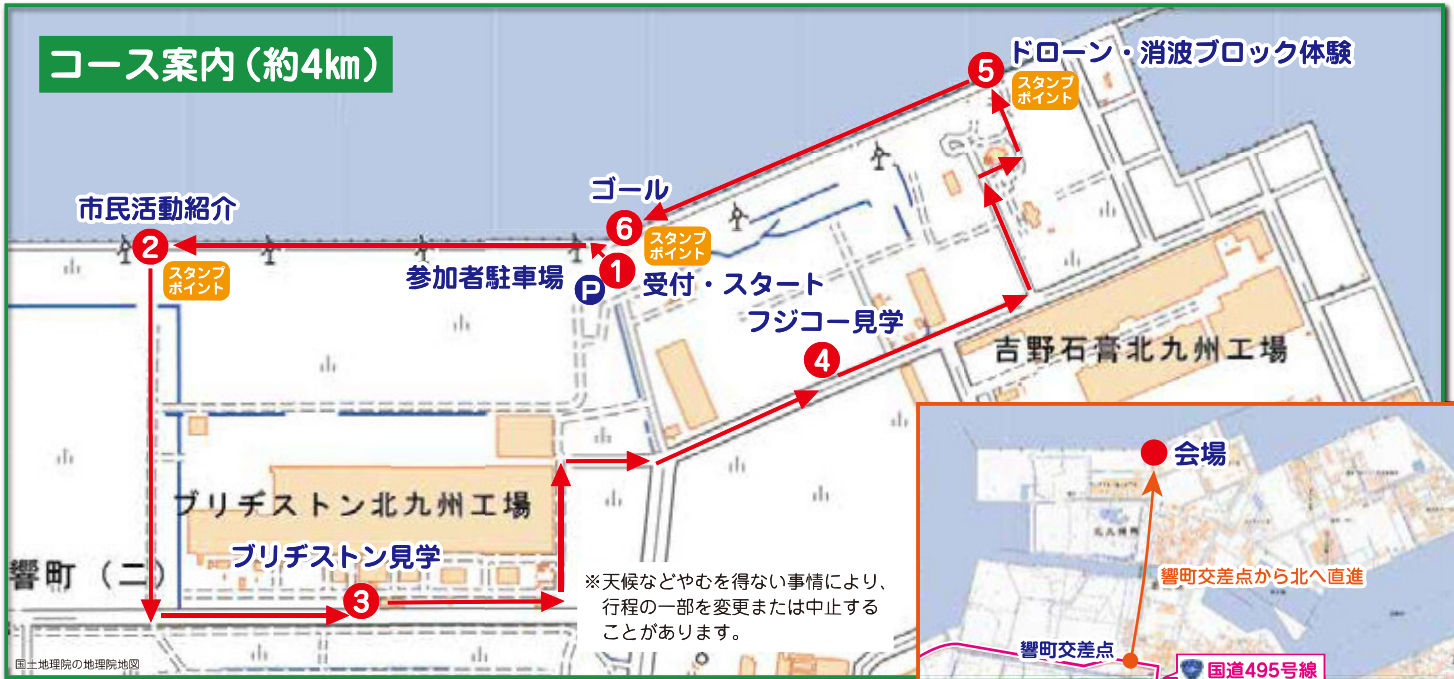 コース案内（約4km）
ドローン・消波ブロック体験
5
スタンプ
ポイント
ゴール
6
スタンプ
ポイント
市民活動紹介
2
スタンプ
ポイント
参加者駐車場
P
1
受付・スタート
フジコー見学
4
吉野石膏北九州工場
ブリヂストン北九州工場
ブリヂストン見学
3
響町（二）
※天候などやむを得ない事情により、
行程の一部を変更または中止する
ことがあります。
国土地理院の地理院地図
会場
響町交差点から北へ直進
響町交差点
国道495号線